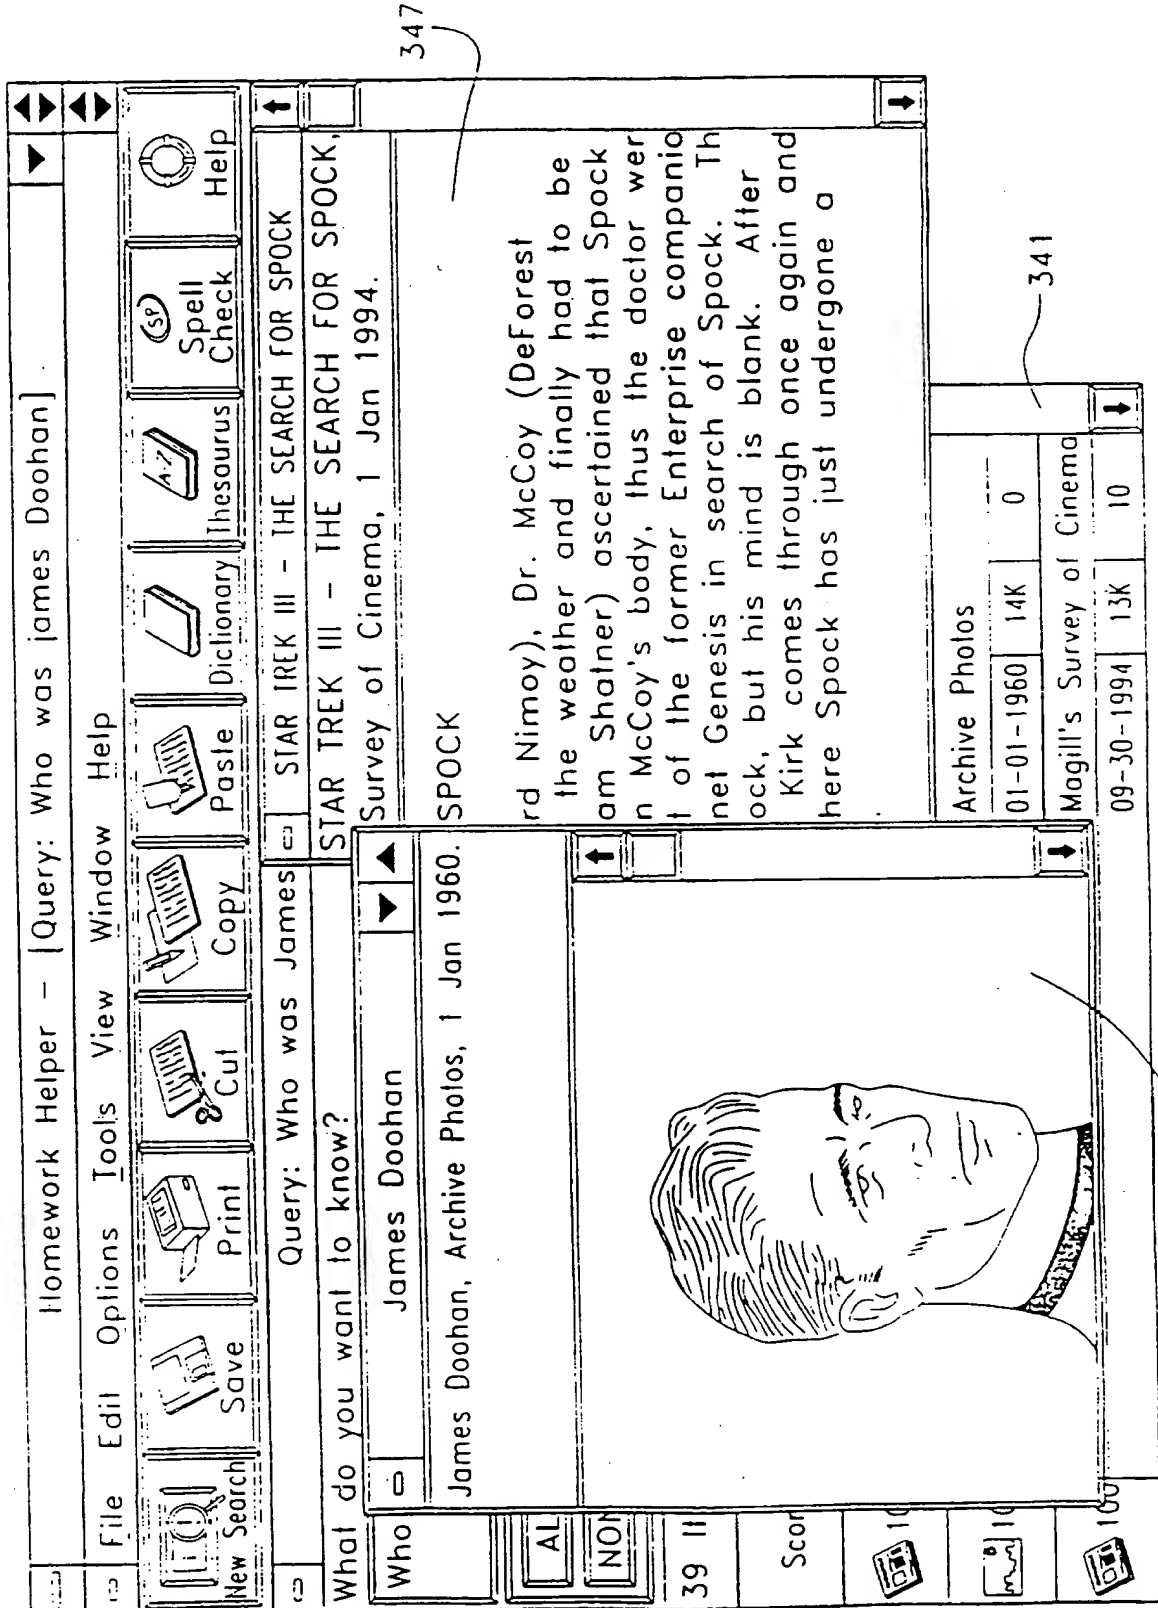 Homework Helper – [Query: Who was james Doohan]
File Edit Options Tools View Window Help
New Search Save Print Cut Copy Paste Dictionary Thesaurus Spell Check Help
A-Z
SP
Query: Who was James
STAR TREK III – THE SEARCH FOR SPOCK
What do you want to know?
STAR TREK III – THE SEARCH FOR SPOCK,
Survey of Cinema, 1 Jan 1994.
347
Who
James Doohan
James Doohan, Archive Photos, 1 Jan 1960.
SPOCK
rd Nimoy), Dr. McCoy (DeForest
the weather and finally had to be
am Shatner) ascertained that Spock
n McCoy's body, thus the doctor wer
t of the former Enterprise companio
net Genesis in search of Spock. Th
ock, but his mind is blank. After
Kirk comes through once again and
here Spock has just undergone a
AL
NON
39 It
Scor
10
10
100
Archive Photos
01-01-1960 14K 0
Magill's Survey of Cinema
09-30-1994 13K 10
341